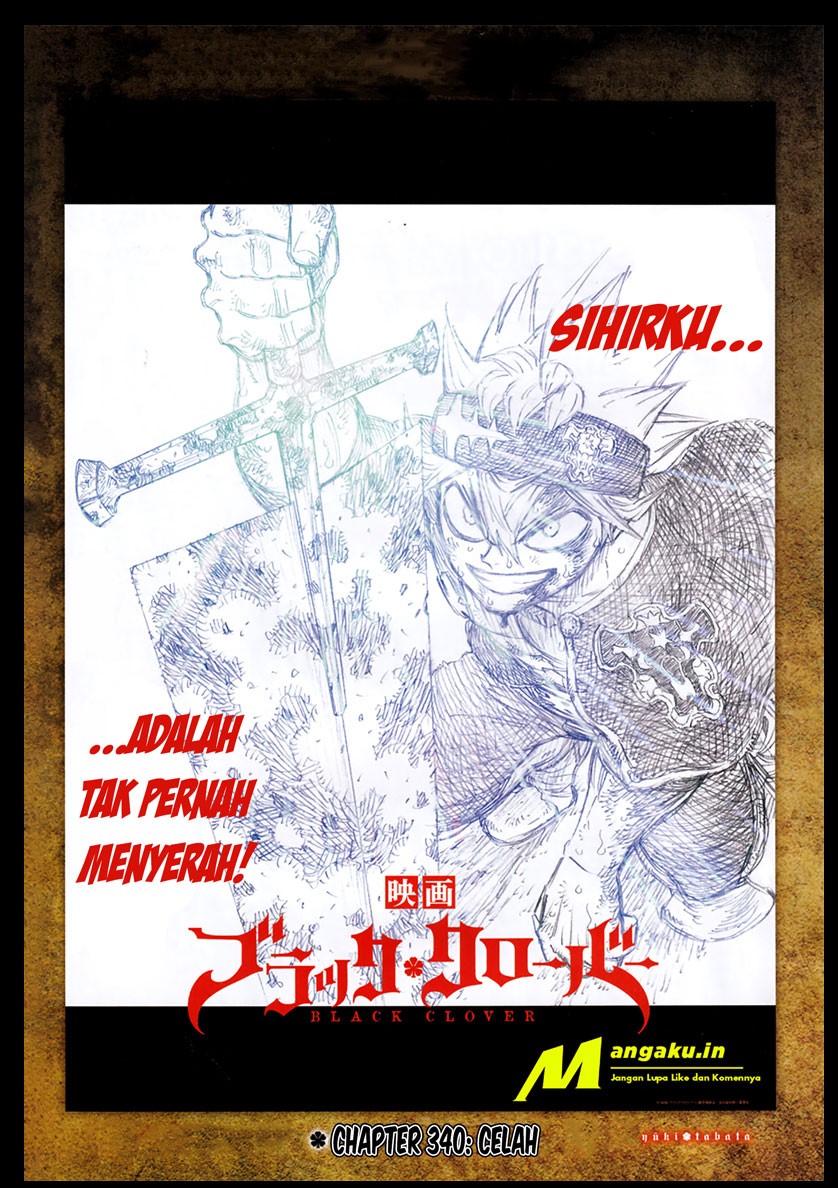 SIHIRKU...
...ADALAH
TAK PERNAH
MENYERAH!
映画
ブラッククローバー
BLACK CLOVER
Mangaku.in
Jangan Lupa Like dan Komennya
CHAPTER 340: CELAH
yūki tabata